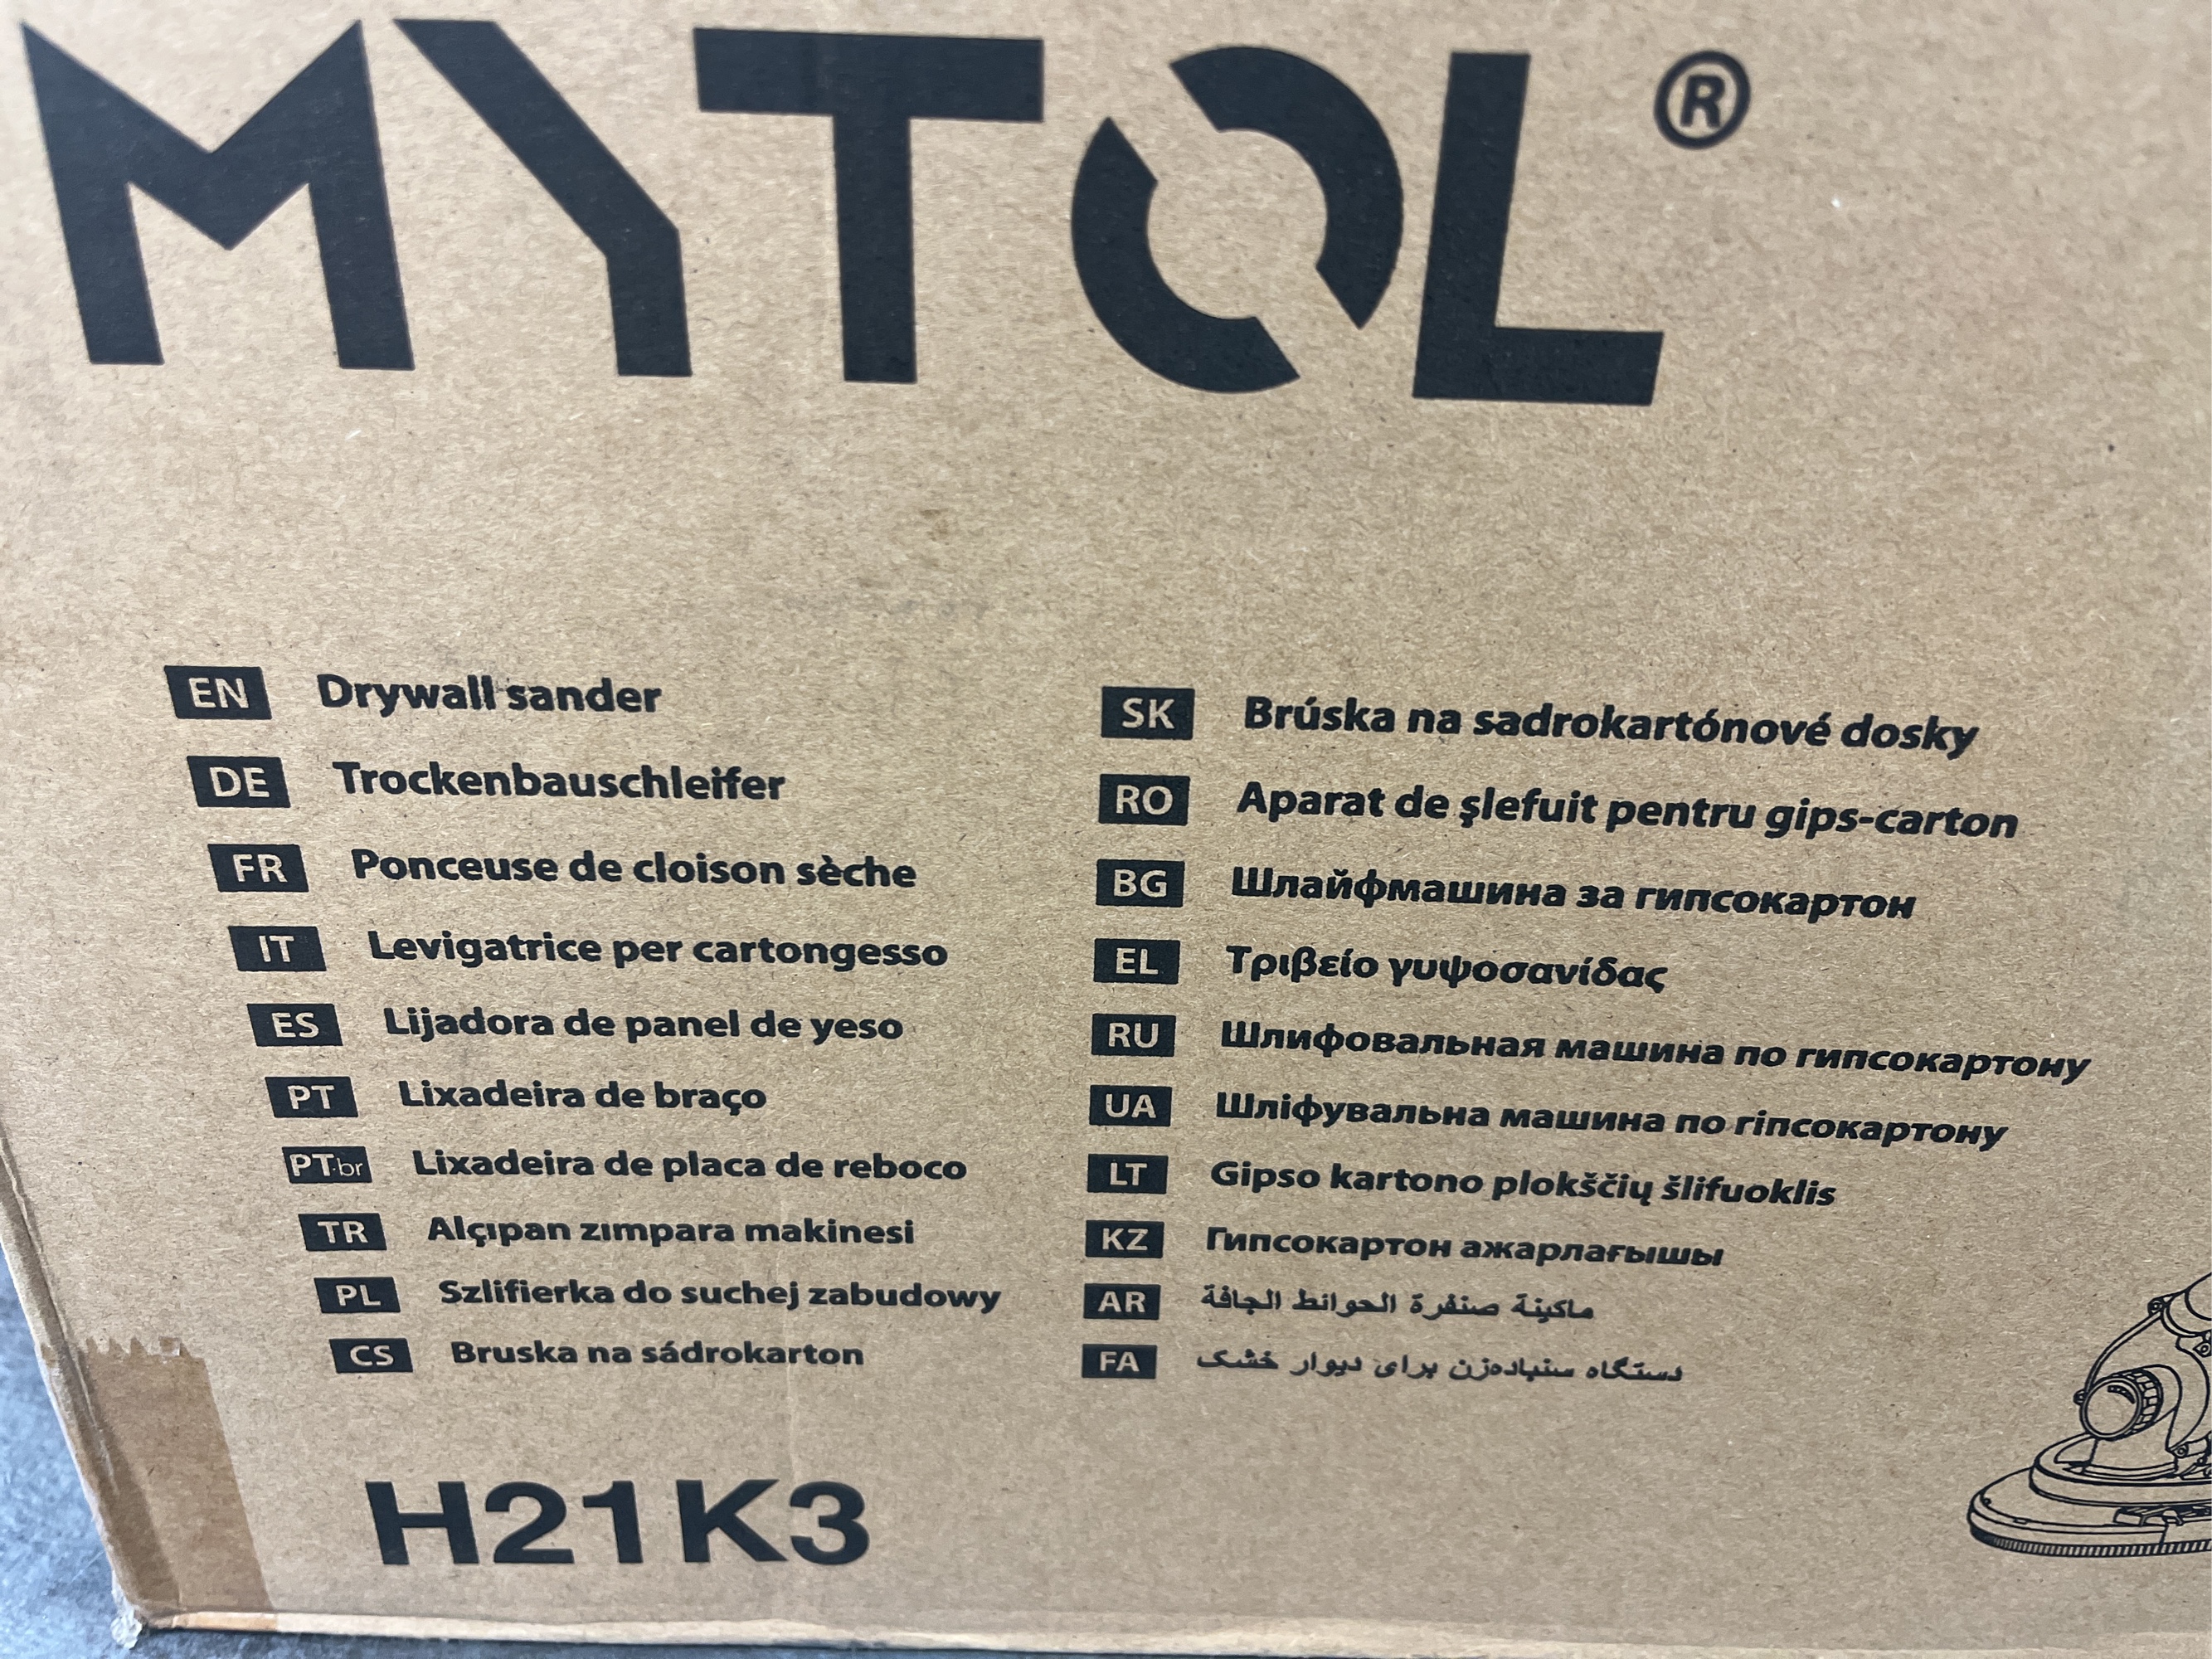 MYTOL®
EN Drywall sander
DE Trockenbauschleifer
FR Ponceuse de cloison sèche
IT Levigatrice per cartongesso
ES Lijadora de panel de yeso
PT Lixadeira de braço
PT-br Lixadeira de placa de reboco
TR Alçıpan zımpara makinesi
PL Szlifierka do suchej zabudowy
CS Bruska na sádrokarton
SK Brúska na sadrokartónové dosky
RO Aparat de şlefuit pentru gips-carton
BG Шлайфмашина за гипсокартон
EL Τριβείο γυψοσανίδας
RU Шлифовальная машина по гипсокартону
UA Шліфувальна машина по гіпсокартону
LT Gipso kartono plokščių šlifuoklis
KZ Гипсокартон ажарлағышы
AR ماكينة صنفرة الحوائط الجافة
FA دستگاه سنباده‌زن برای دیوار خشک
H21K3